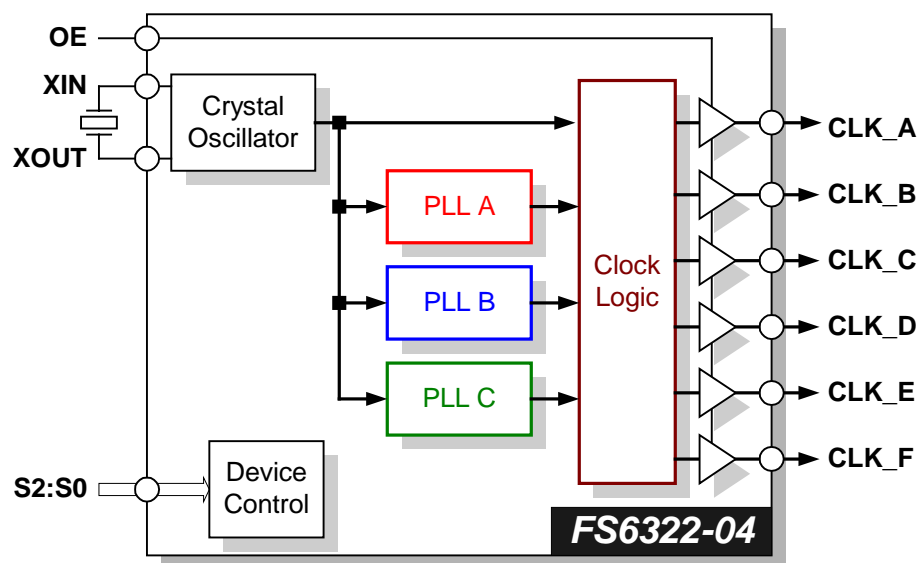 OE
XIN
XOUT
Crystal
Oscillator
PLL A
PLL B
PLL C
Clock
Logic
CLK_A
CLK_B
CLK_C
CLK_D
CLK_E
CLK_F
S2:S0
Device
Control
FS6322-04